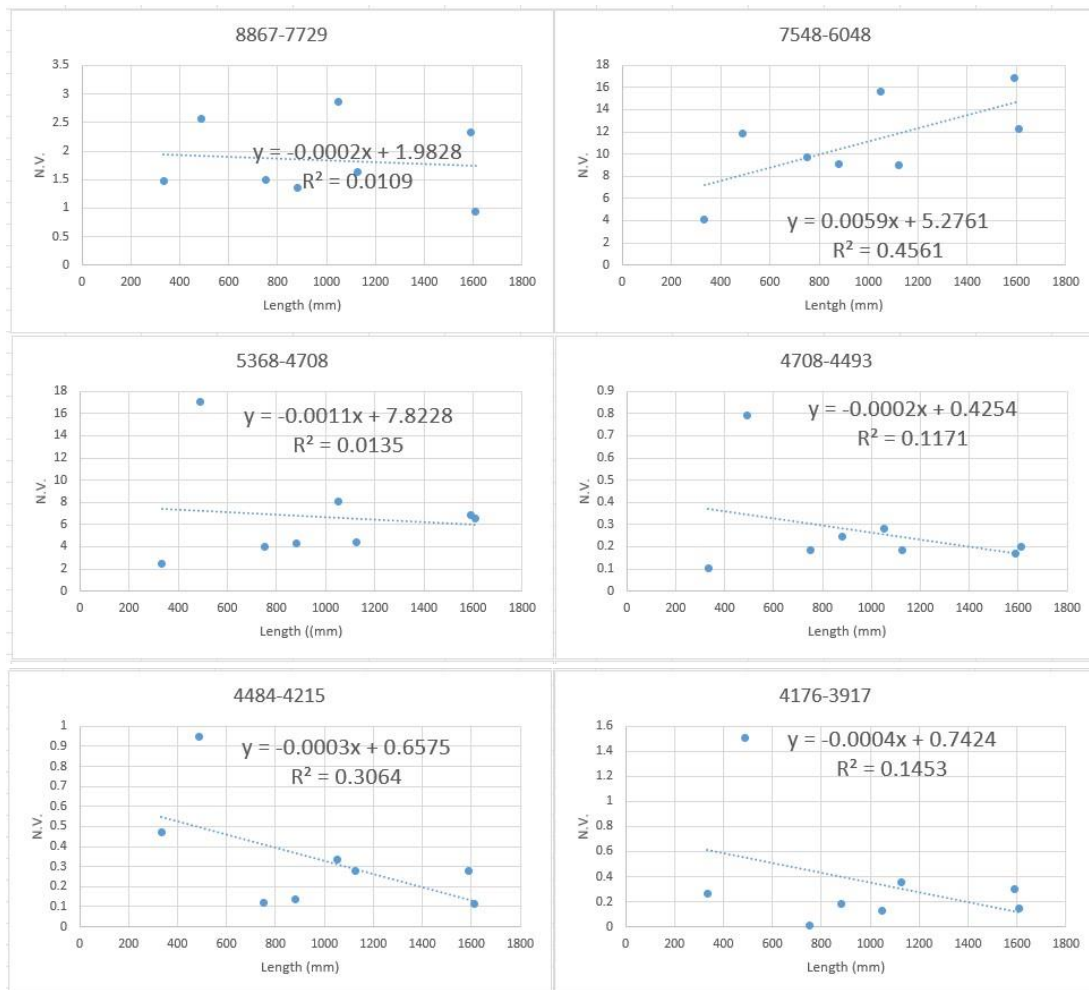 8867-7729
3.5
3
2.5
2
1.5
1
0.5
0
N.V.
y = -0.0002x + 1.9828
R² = 0.0109
0 200 400 600 800 1000 1200 1400 1600 1800
Length (mm)
7548-6048
18
16
14
12
10
8
6
4
2
0
N.V.
y = 0.0059x + 5.2761
R² = 0.4561
0 200 400 600 800 1000 1200 1400 1600 1800
Lentgh (mm)
5368-4708
18
16
14
12
10
8
6
4
2
0
N.V.
y = -0.0011x + 7.8228
R² = 0.0135
0 200 400 600 800 1000 1200 1400 1600 1800
Length ((mm)
4708-4493
0.9
0.8
0.7
0.6
0.5
0.4
0.3
0.2
0.1
0
N.V.
y = -0.0002x + 0.4254
R² = 0.1171
0 200 400 600 800 1000 1200 1400 1600 1800
Length (mm)
4484-4215
1
0.9
0.8
0.7
0.6
0.5
0.4
0.3
0.2
0.1
0
N.V.
y = -0.0003x + 0.6575
R² = 0.3064
0 200 400 600 800 1000 1200 1400 1600 1800
Length (mm)
4176-3917
1.6
1.4
1.2
1
0.8
0.6
0.4
0.2
0
N.V.
y = -0.0004x + 0.7424
R² = 0.1453
0 200 400 600 800 1000 1200 1400 1600 1800
Length (mm)